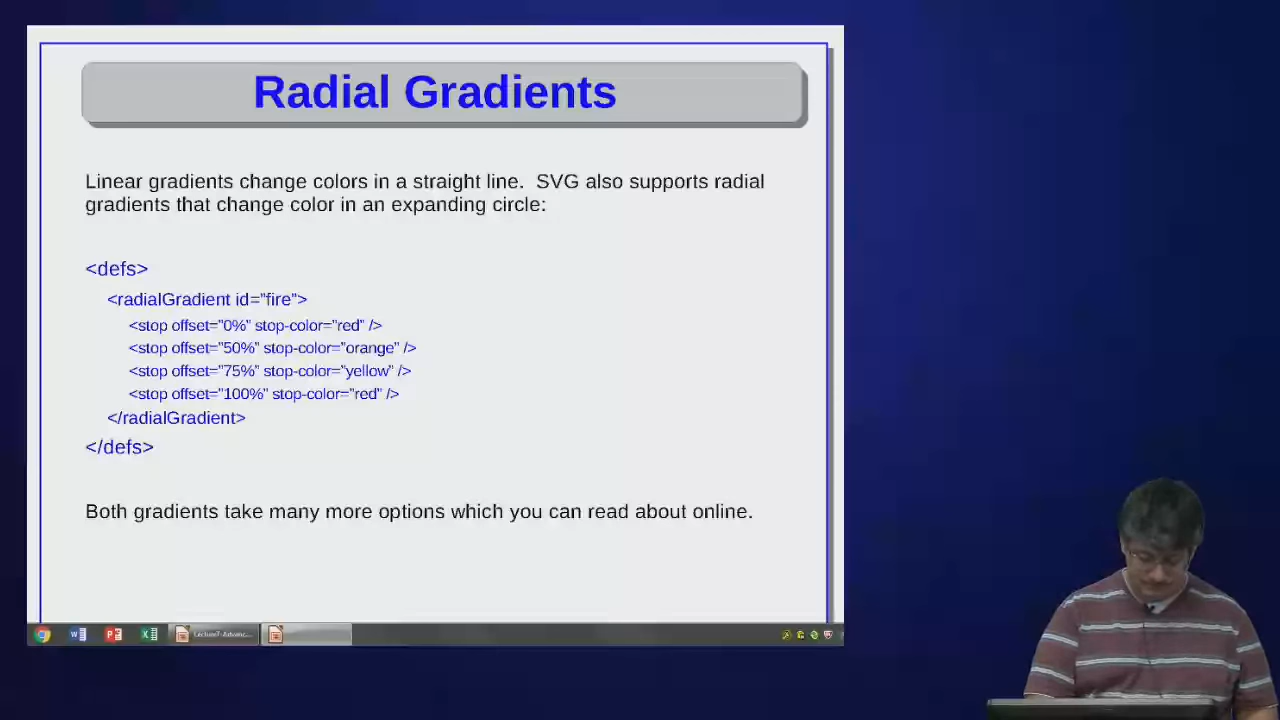 Radial Gradients
Linear gradients change colors in a straight line.  SVG also supports radial
gradients that change color in an expanding circle:
<defs>
<radialGradient id=”fire”>
<stop offset=”0%” stop-color=”red” />
<stop offset=”50%” stop-color=”orange” />
<stop offset=”75%” stop-color=”yellow” />
<stop offset=”100%” stop-color=”red” />
</radialGradient>
</defs>
Both gradients take many more options which you can read about online.
Lecture7-Advanc...